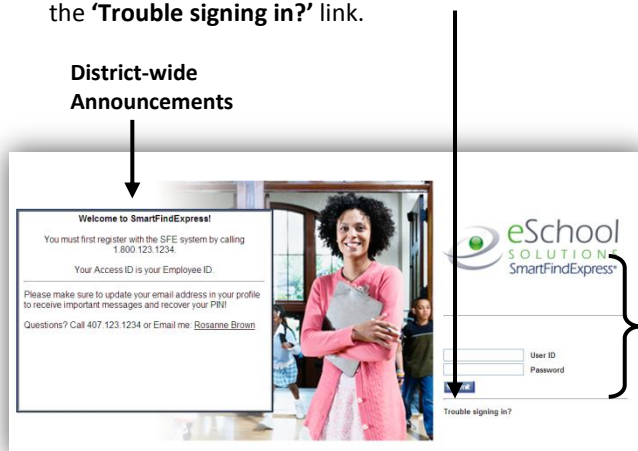 the ‘Trouble signing in?’ link.
District-wide
Announcements
Welcome to SmartFindExpress!
You must first register with the SFE system by calling
1.800.123.1234.
Your Access ID is your Employee ID.
Please make sure to update your email address in your profile
to receive important messages and recover your PIN!
Questions? Call 407.123.1234 or Email me: Rosanne Brown
eSchool
SOLUTIONS
SmartFindExpress®
User ID
Password
Trouble signing in?